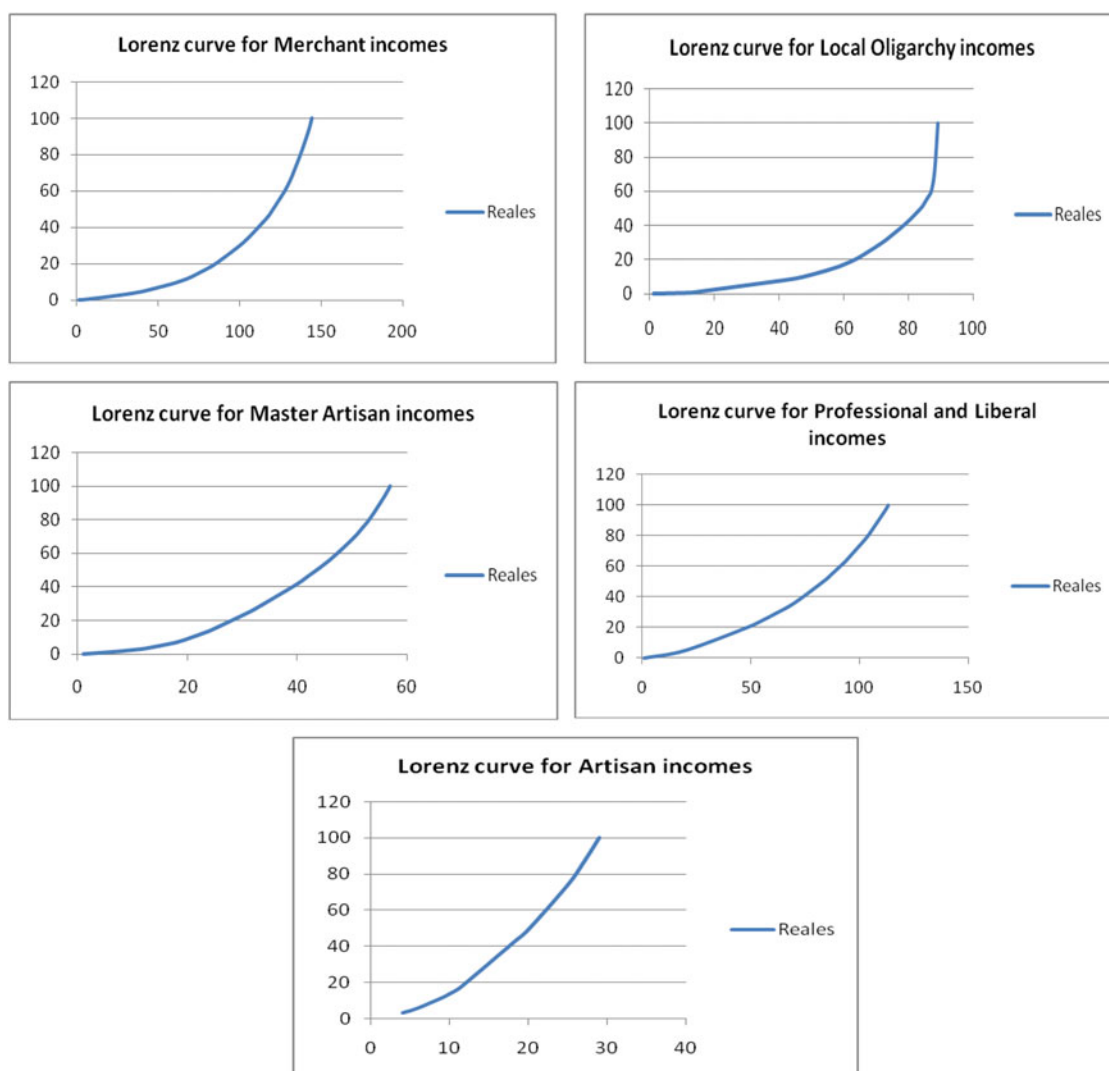 Lorenz curve for Merchant incomes
120
100
80
60
40
20
0
0 50 100 150 200
Reales
Lorenz curve for Local Oligarchy incomes
120
100
80
60
40
20
0
0 20 40 60 80 100
Reales
Lorenz curve for Master Artisan incomes
120
100
80
60
40
20
0
0 20 40 60
Reales
Lorenz curve for Professional and Liberal
incomes
120
100
80
60
40
20
0
0 50 100 150
Reales
Lorenz curve for Artisan incomes
120
100
80
60
40
20
0
0 10 20 30 40
Reales